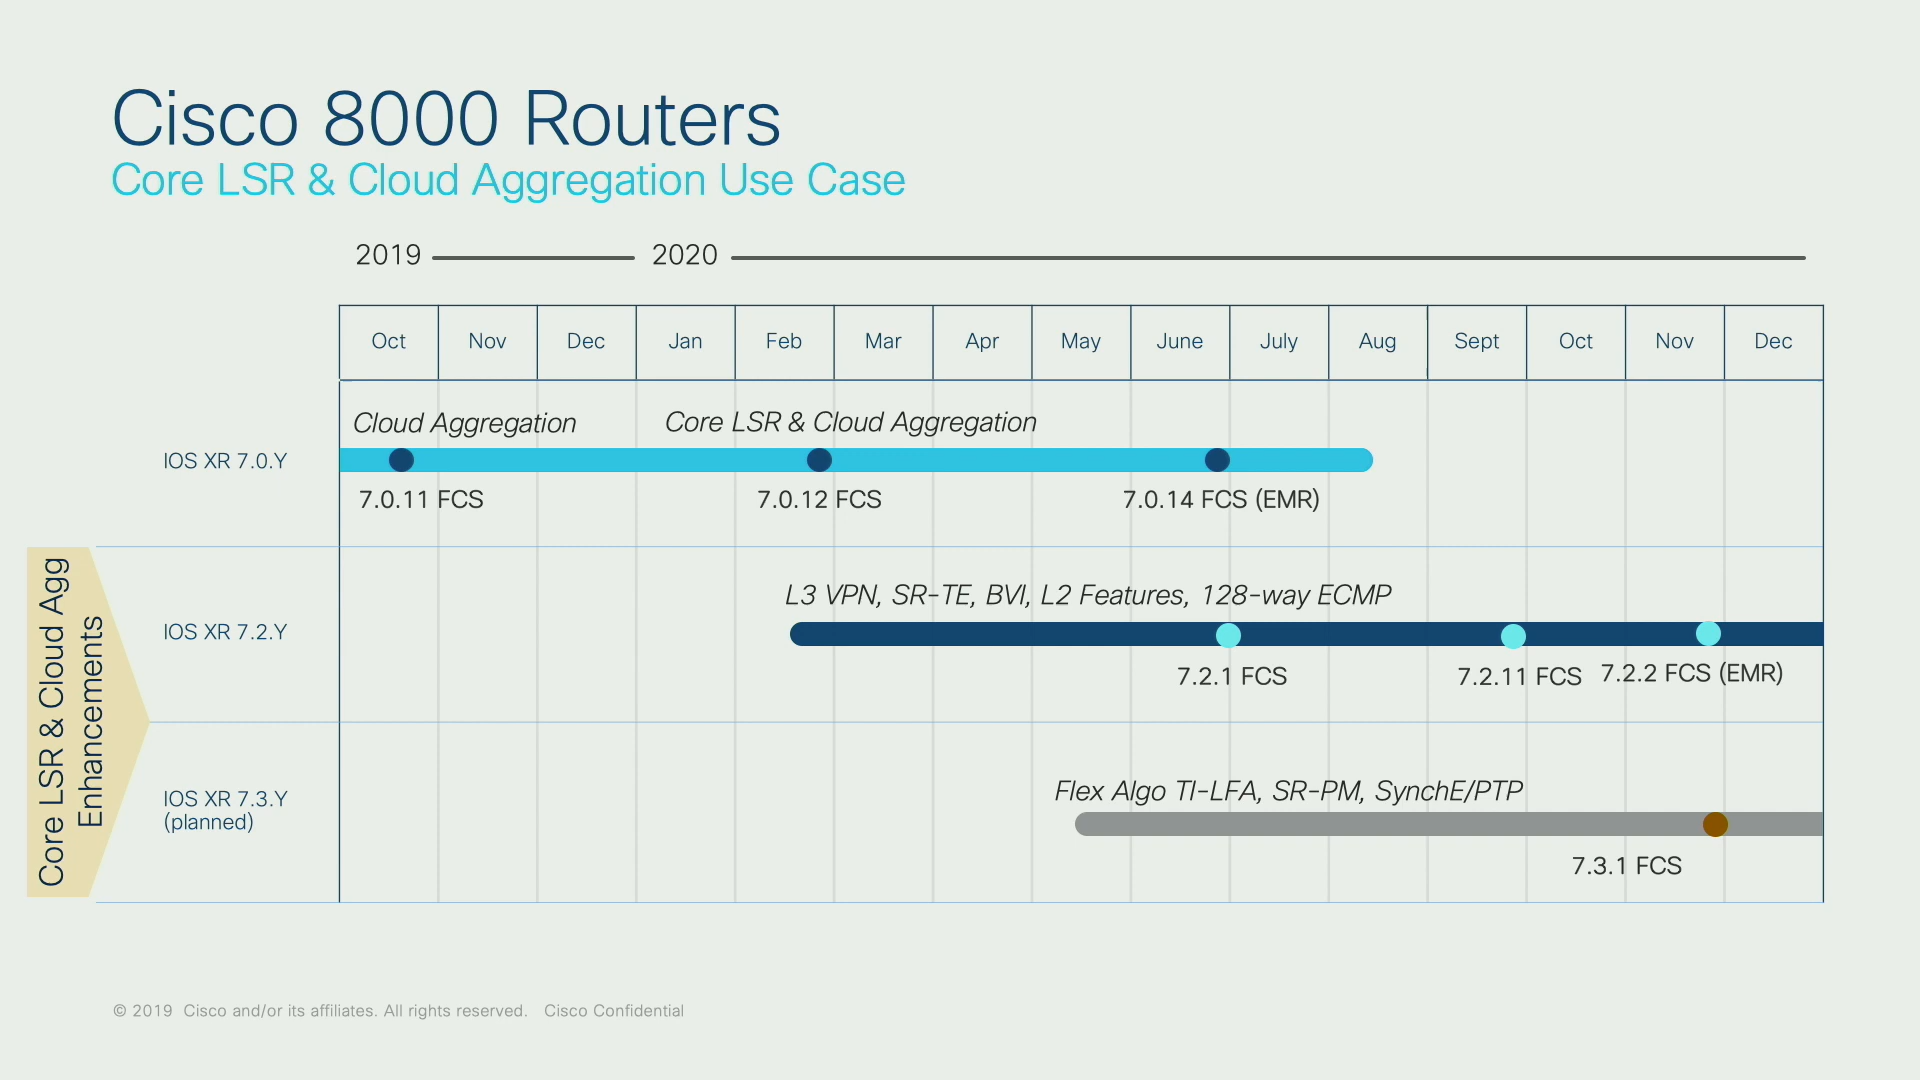 Cisco 8000 Routers
Core LSR & Cloud Aggregation Use Case
2019 2020
Oct Nov Dec Jan Feb Mar Apr May June July Aug Sept Oct Nov Dec
Cloud Aggregation Core LSR & Cloud Aggregation
IOS XR 7.0.Y
7.0.11 FCS 7.0.12 FCS 7.0.14 FCS (EMR)
Core LSR & Cloud Agg
Enhancements
L3 VPN, SR-TE, BVI, L2 Features, 128-way ECMP
IOS XR 7.2.Y
7.2.1 FCS 7.2.11 FCS 7.2.2 FCS (EMR)
Flex Algo TI-LFA, SR-PM, SynchE/PTP
IOS XR 7.3.Y
(planned)
7.3.1 FCS
© 2019 Cisco and/or its affiliates. All rights reserved. Cisco Confidential